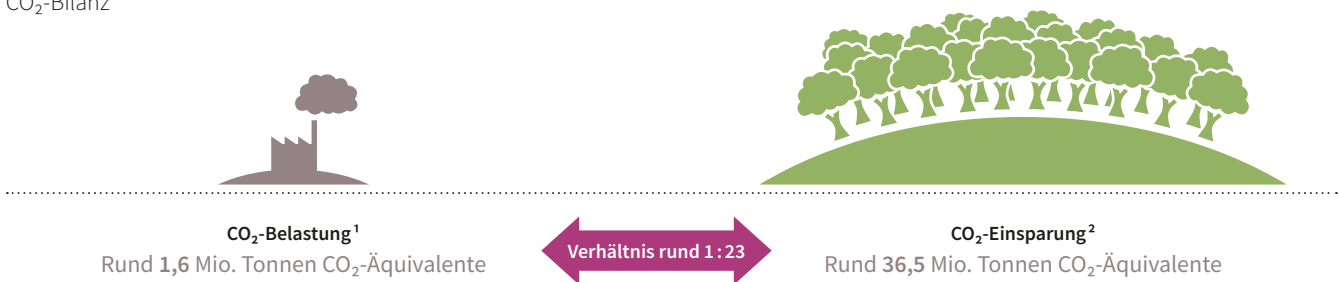 CO₂-Bilanz
CO₂-Belastung¹
Rund 1,6 Mio. Tonnen CO₂-Äquivalente
Verhältnis rund 1:23
CO₂-Einsparung²
Rund 36,5 Mio. Tonnen CO₂-Äquivalente